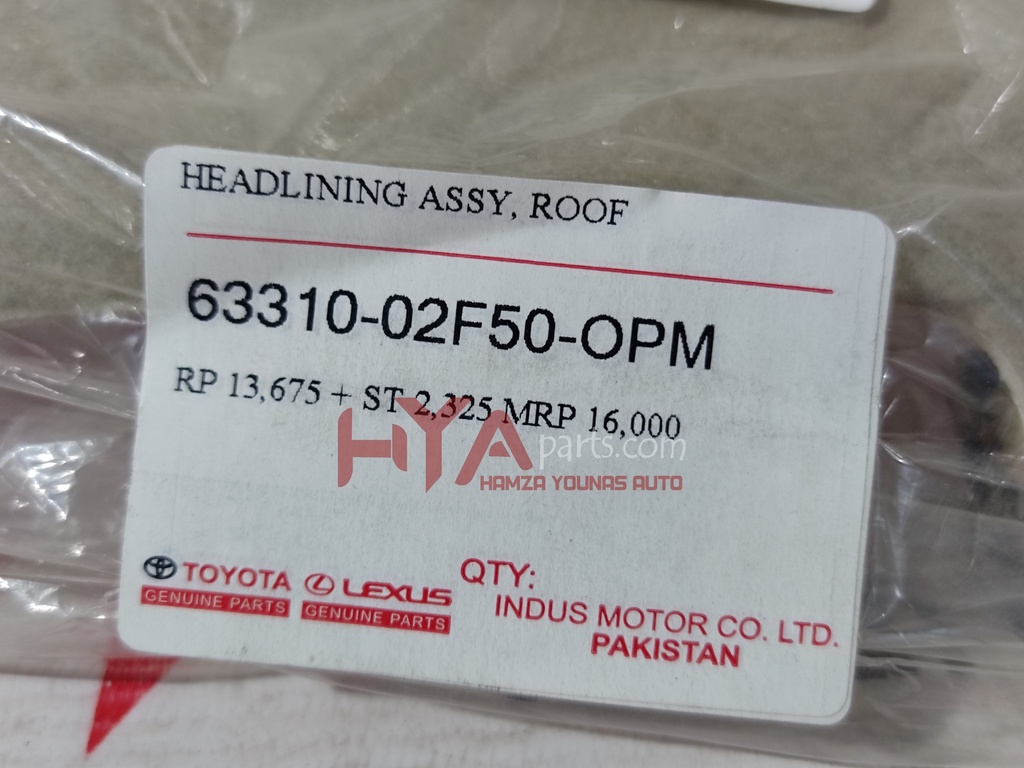 HEADLINING ASSY, ROOF
63310-02F50-OPM
RP 13,675 + ST 2,325 MRP 16,000
HYA parts.com
HAMZA YOUNAS AUTO
TOYOTA
GENUINE PARTS
LEXUS
GENUINE PARTS
QTY:
INDUS MOTOR CO. LTD.
PAKISTAN